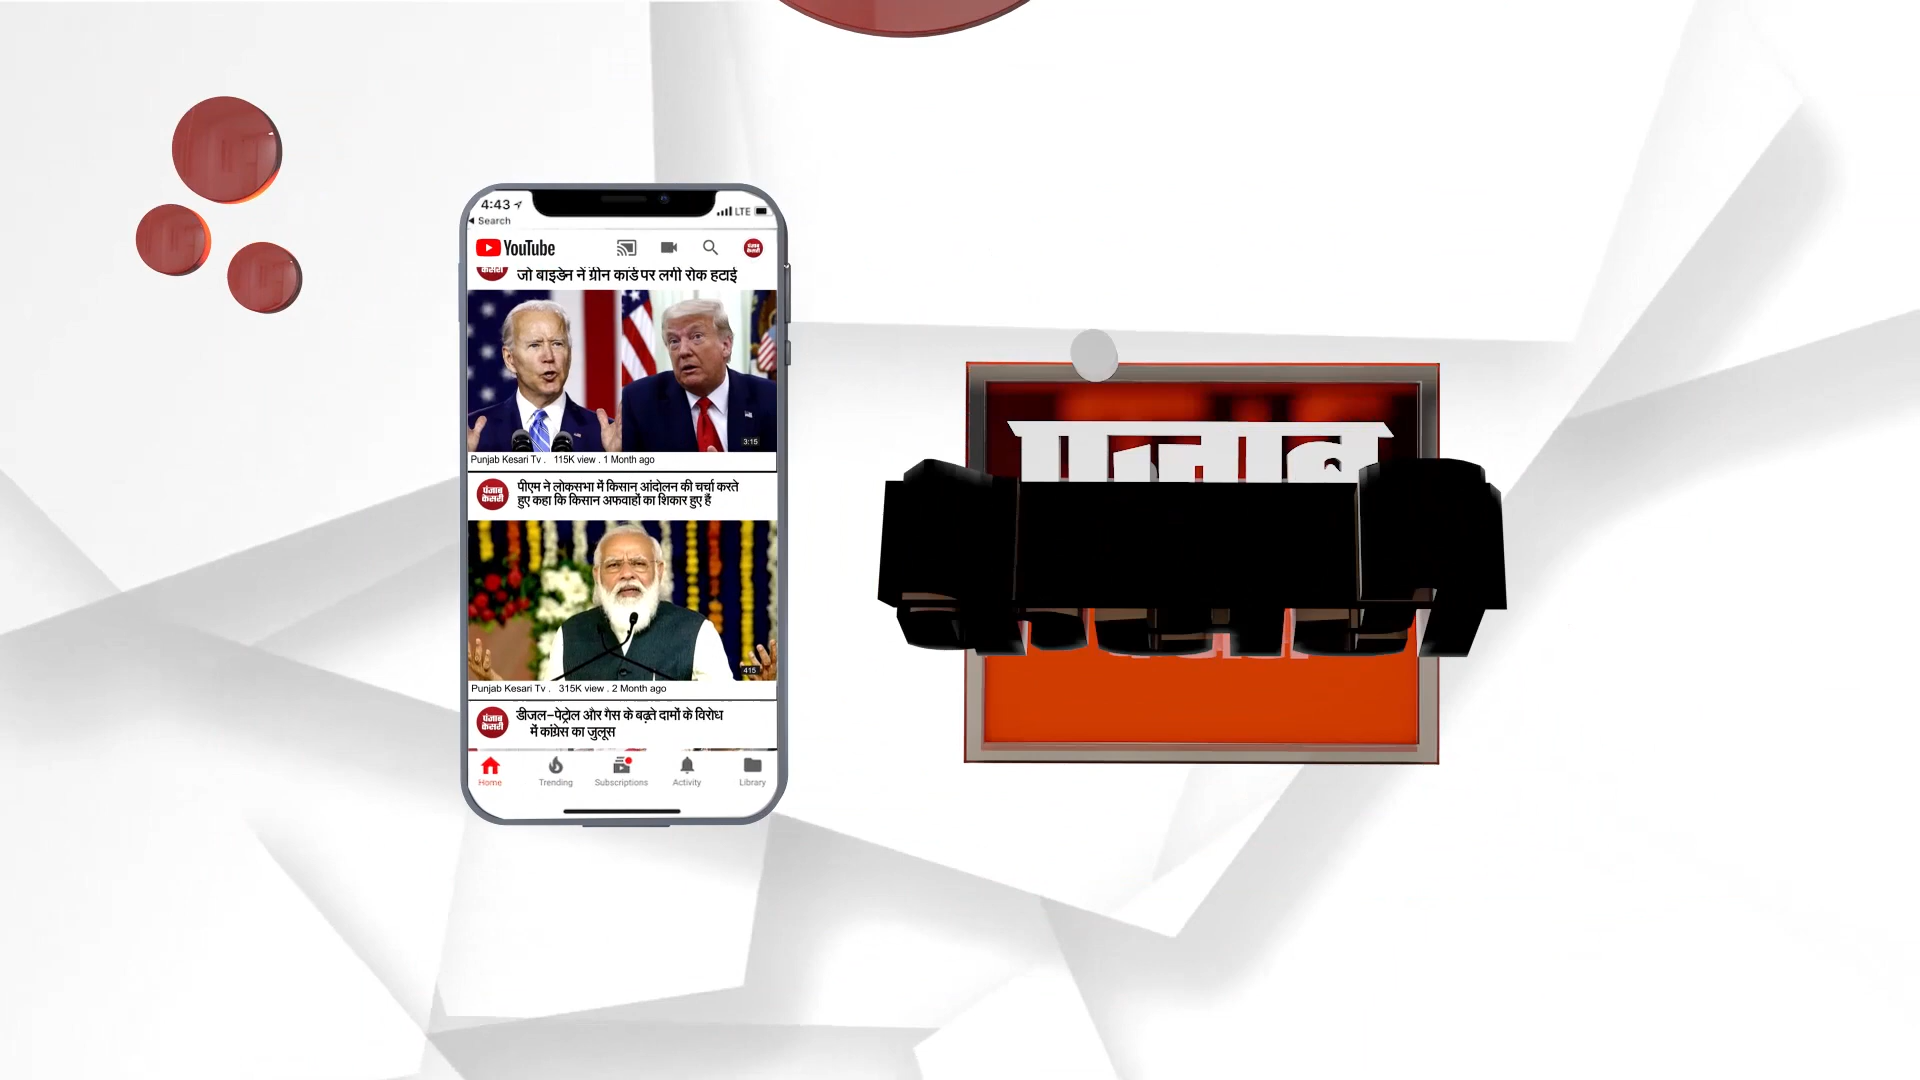 4:43
LTE
Search
YouTube
पंजाब
केसरी
केसरी
जो बाइडेन नें ग्रीन कार्ड पर लगी रोक हटाई
3:15
Punjab Kesari Tv . 115K view . 1 Month ago
पंजाब
केसरी
पीएम ने लोकसभा में किसान आंदोलन की चर्चा करते
हुए कहा कि किसान अफवाहों का शिकार हुए हैं
415
Punjab Kesari Tv . 315K view . 2 Month ago
पंजाब
केसरी
डीजल-पेट्रोल और गैस के बढ़ते दामों के विरोध
में कांग्रेस का जुलूस
Home
Trending
Subscriptions
Activity
Library